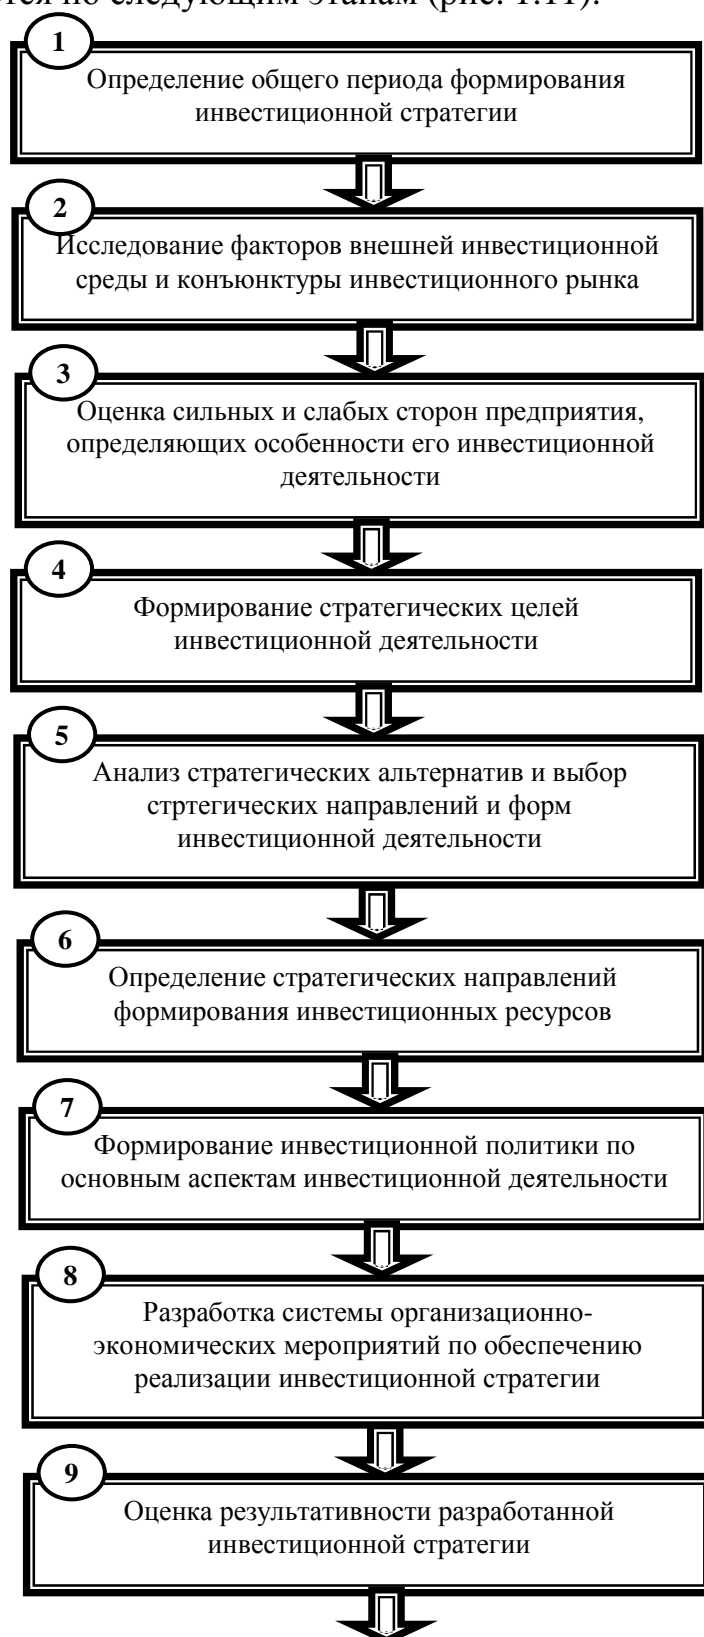 ся по следующим этапам (рис. 1.11).
1
Определение общего периода формирования
инвестиционной стратегии
2
Исследование факторов внешней инвестиционной
среды и конъюнктуры инвестиционного рынка
3
Оценка сильных и слабых сторон предприятия,
определяющих особенности его инвестиционной
деятельности
4
Формирование стратегических целей
инвестиционной деятельности
5
Анализ стратегических альтернатив и выбор
стртегических направлений и форм
инвестиционной деятельности
6
Определение стратегических направлений
формирования инвестиционных ресурсов
7
Формирование инвестиционной политики по
основным аспектам инвестиционной деятельности
8
Разработка системы организационно-
экономических мероприятий по обеспечению
реализации инвестиционной стратегии
9
Оценка результативности разработанной
инвестиционной стратегии